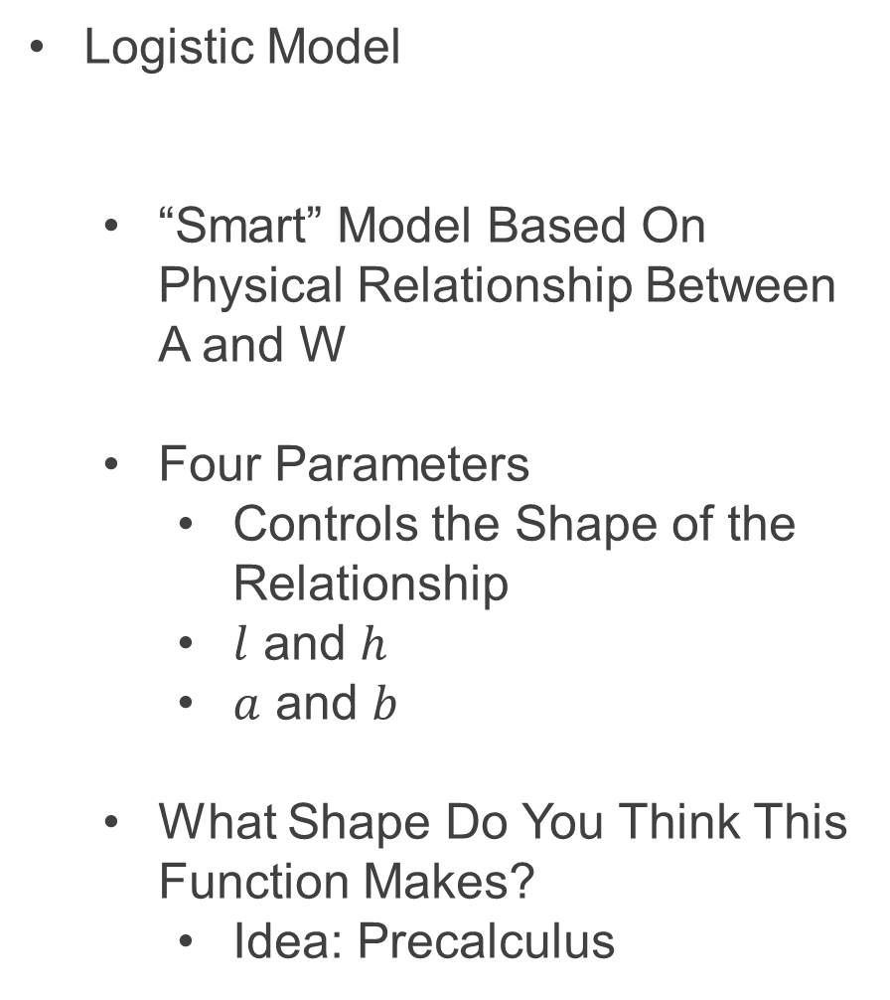 • Logistic Model
• “Smart” Model Based On
Physical Relationship Between
A and W
• Four Parameters
• Controls the Shape of the
Relationship
• l and h
• a and b
• What Shape Do You Think This
Function Makes?
• Idea: Precalculus